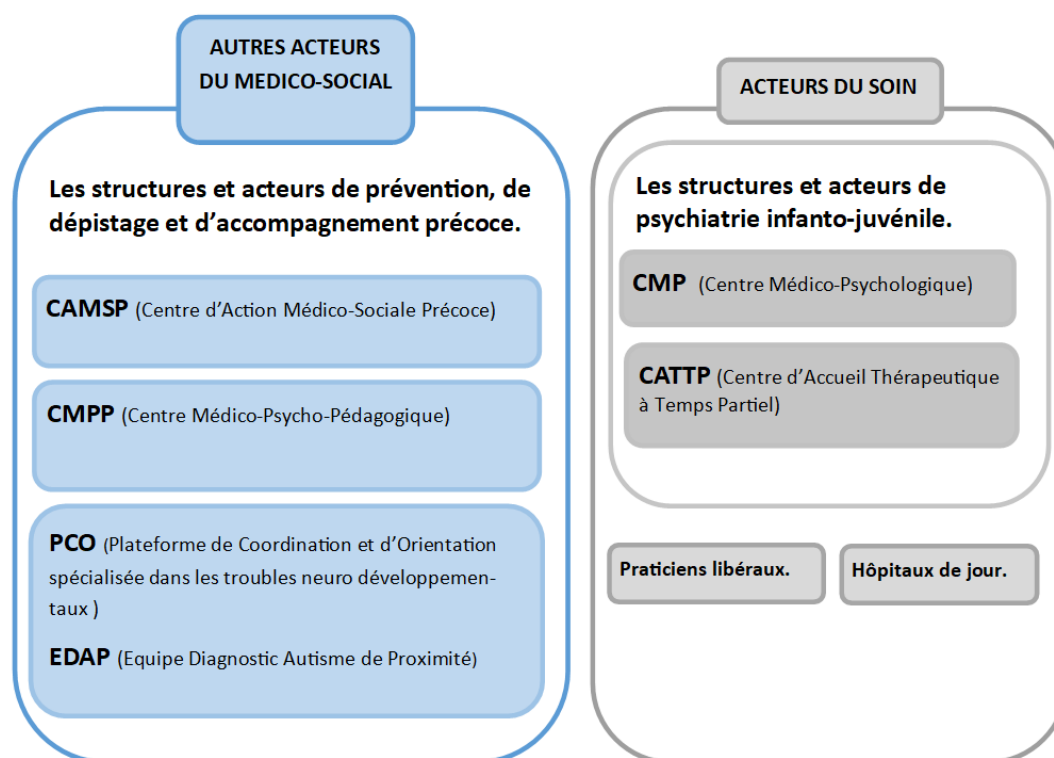 AUTRES ACTEURS
DU MEDICO-SOCIAL
Les structures et acteurs de prévention, de
dépistage et d’accompagnement précoce.
CAMSP (Centre d’Action Médico-Sociale Précoce)
CMPP (Centre Médico-Psycho-Pédagogique)
PCO (Plateforme de Coordination et d’Orientation
spécialisée dans les troubles neuro développemen-
taux )
EDAP (Equipe Diagnostic Autisme de Proximité)
ACTEURS DU SOIN
Les structures et acteurs de
psychiatrie infanto-juvénile.
CMP (Centre Médico-Psychologique)
CATTP (Centre d’Accueil Thérapeutique
à Temps Partiel)
Praticiens libéraux.
Hôpitaux de jour.